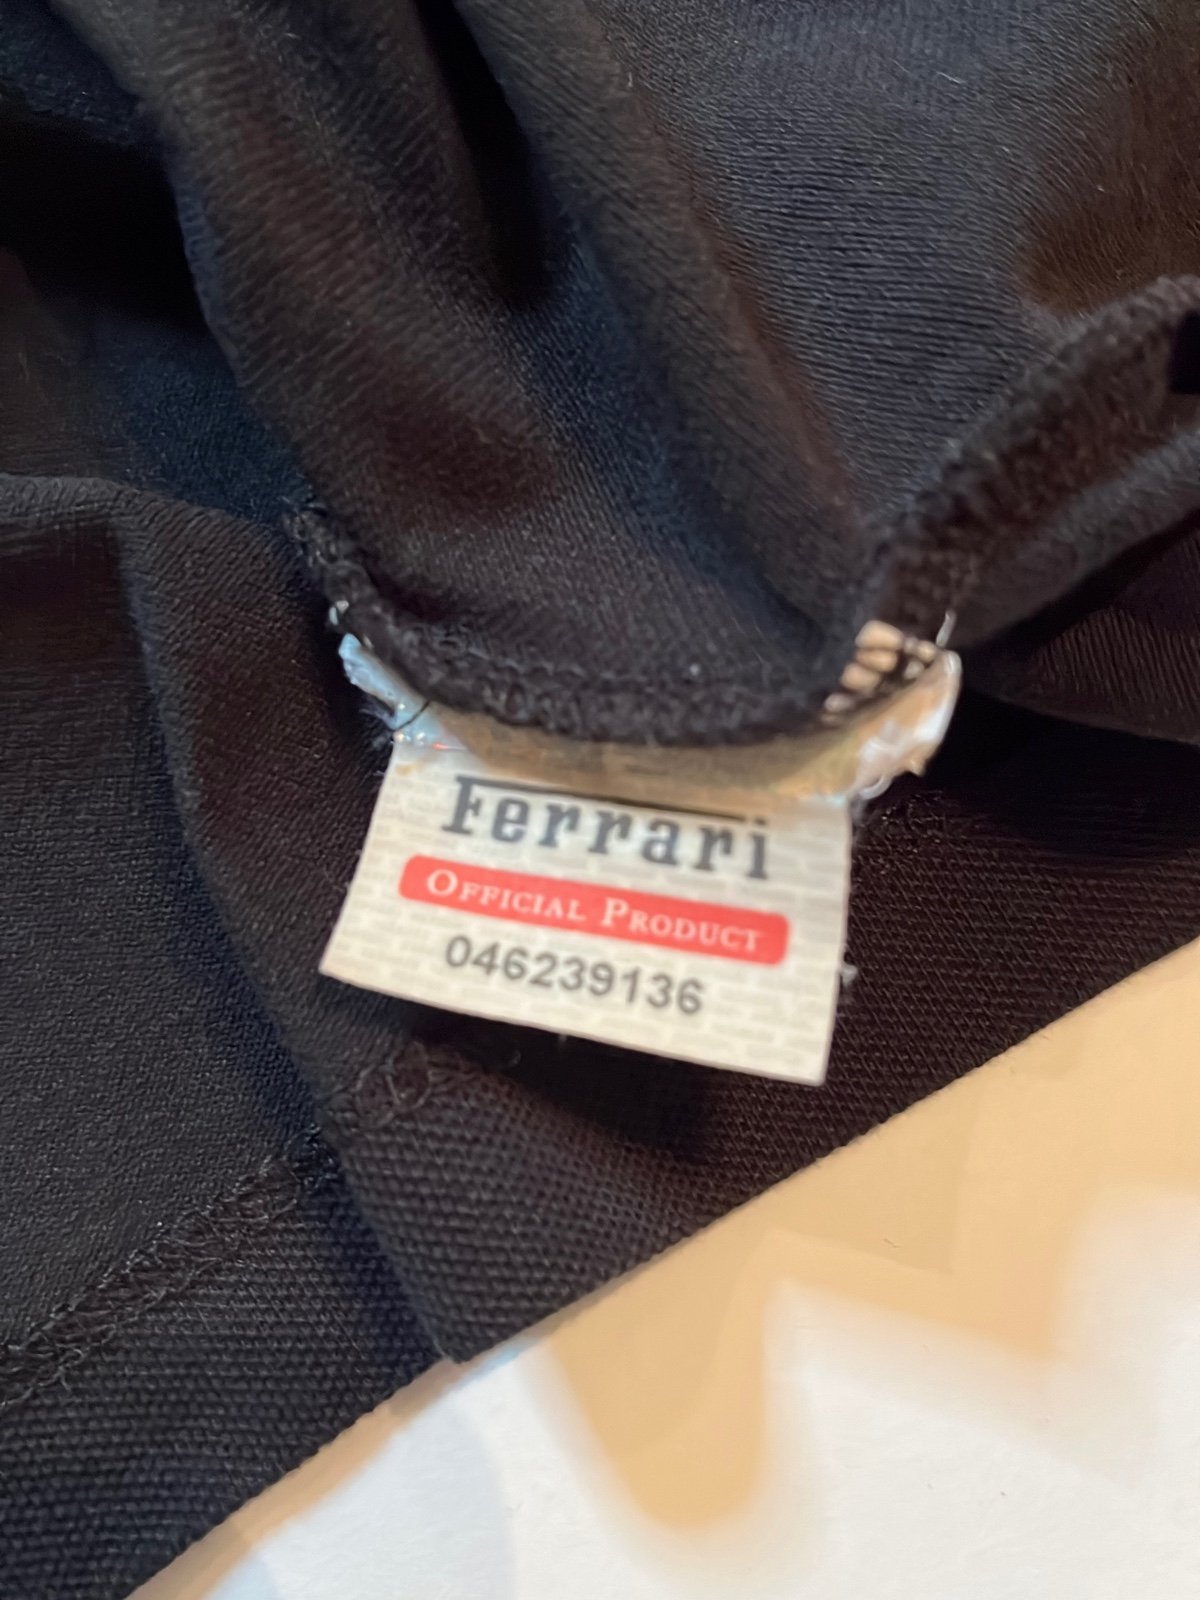 Ferrari
OFFICIAL PRODUCT
046239136